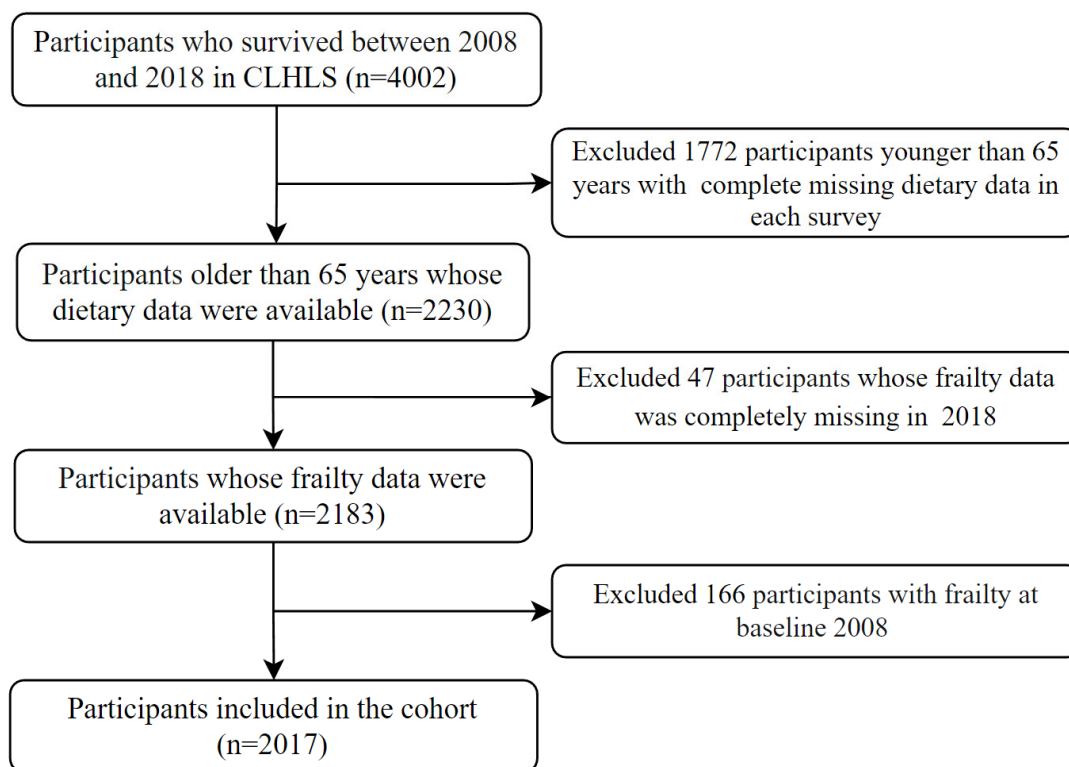 Participants who survived between 2008
and 2018 in CLHLS (n=4002)
Excluded 1772 participants younger than 65
years with complete missing dietary data in
each survey
Participants older than 65 years whose
dietary data were available (n=2230)
Excluded 47 participants whose frailty data
was completely missing in 2018
Participants whose frailty data were
available (n=2183)
Excluded 166 participants with frailty at
baseline 2008
Participants included in the cohort
(n=2017)